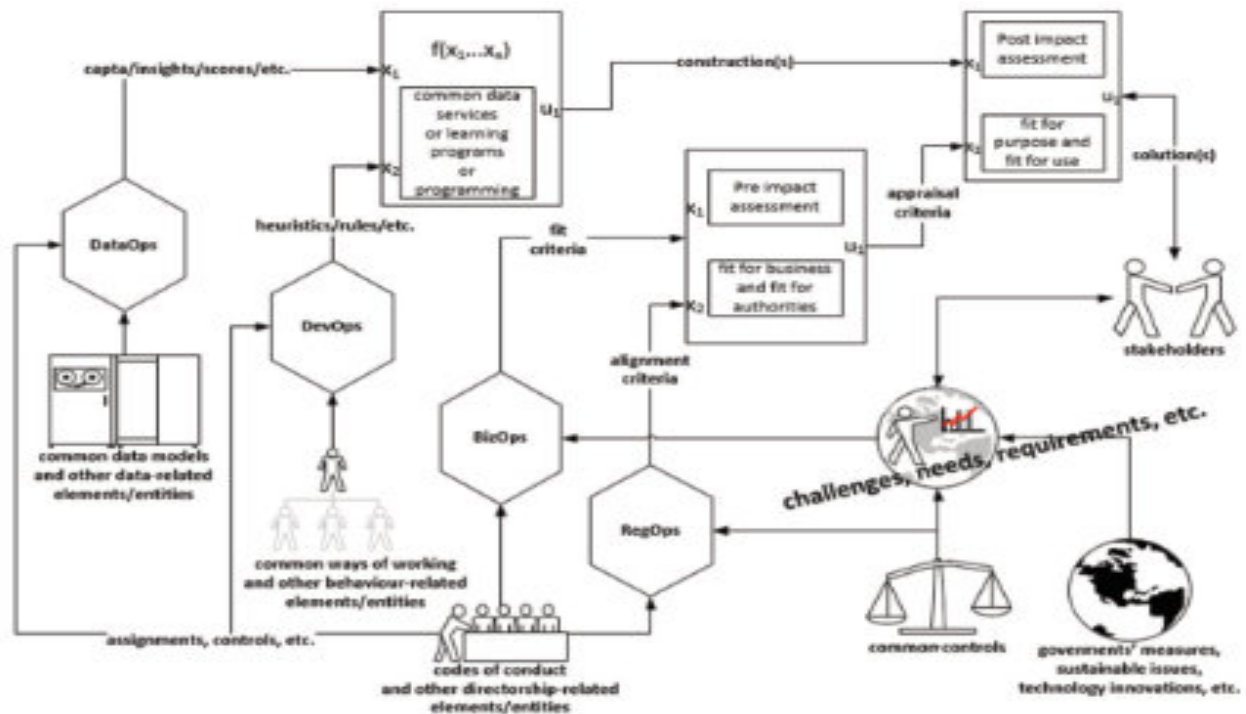 capta/insights/scores/etc.
x₁
f(x₁...xₙ)
common data
services
or learning
programs
or
programming
x₂
u₁
construction(s)
x₁
Post impact
assessment
u₁
x₂
fit for
purpose and
fit for use
solution(s)
appraisal
criteria
x₁
Pre impact
assessment
u₁
fit for business
and fit for
authorities
x₂
heuristics/rules/etc.
fit
criteria
DataOps
DevOps
alignment
criteria
stakeholders
BizOps
challenges, needs, requirements, etc.
common data models
and other data-related
elements/entities
RegOps
common ways of working
and other behaviour-related
elements/entities
assignments, controls, etc.
codes of conduct
and other directorship-related
elements/entities
common controls
govenments' measures,
sustainable issues,
technology innovations, etc.